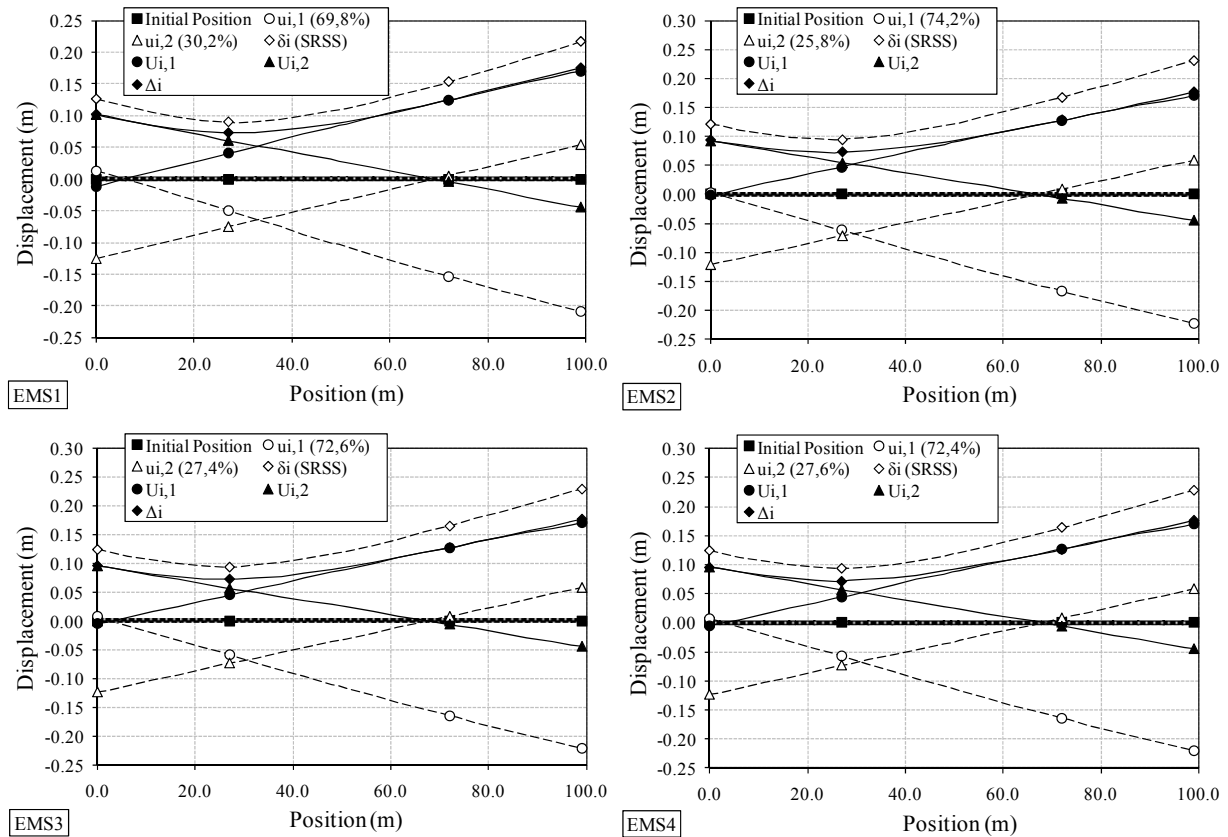 Initial Position ui,1 (69,8%)
ui,2 (30,2%) δi (SRSS)
Ui,1 Ui,2
Δi
0.25
0.20
0.15
0.10
0.05
0.00
-0.05
-0.10
-0.15
-0.20
-0.25
Displacement (m)
0.0 20.0 40.0 60.0 80.0 100.0
Position (m)
EMS1
Initial Position ui,1 (74,2%)
ui,2 (25,8%) δi (SRSS)
Ui,1 Ui,2
Δi
0.30
0.25
0.20
0.15
0.10
0.05
0.00
-0.05
-0.10
-0.15
-0.20
-0.25
Displacement (m)
0.0 20.0 40.0 60.0 80.0 100.0
Position (m)
EMS2
Initial Position ui,1 (72,6%)
ui,2 (27,4%) δi (SRSS)
Ui,1 Ui,2
Δi
0.30
0.25
0.20
0.15
0.10
0.05
0.00
-0.05
-0.10
-0.15
-0.20
-0.25
Displacement (m)
0.0 20.0 40.0 60.0 80.0 100.0
Position (m)
EMS3
Initial Position ui,1 (72,4%)
ui,2 (27,6%) δi (SRSS)
Ui,1 Ui,2
Δi
0.30
0.25
0.20
0.15
0.10
0.05
0.00
-0.05
-0.10
-0.15
-0.20
-0.25
Displacement (m)
0.0 20.0 40.0 60.0 80.0 100.0
Position (m)
EMS4